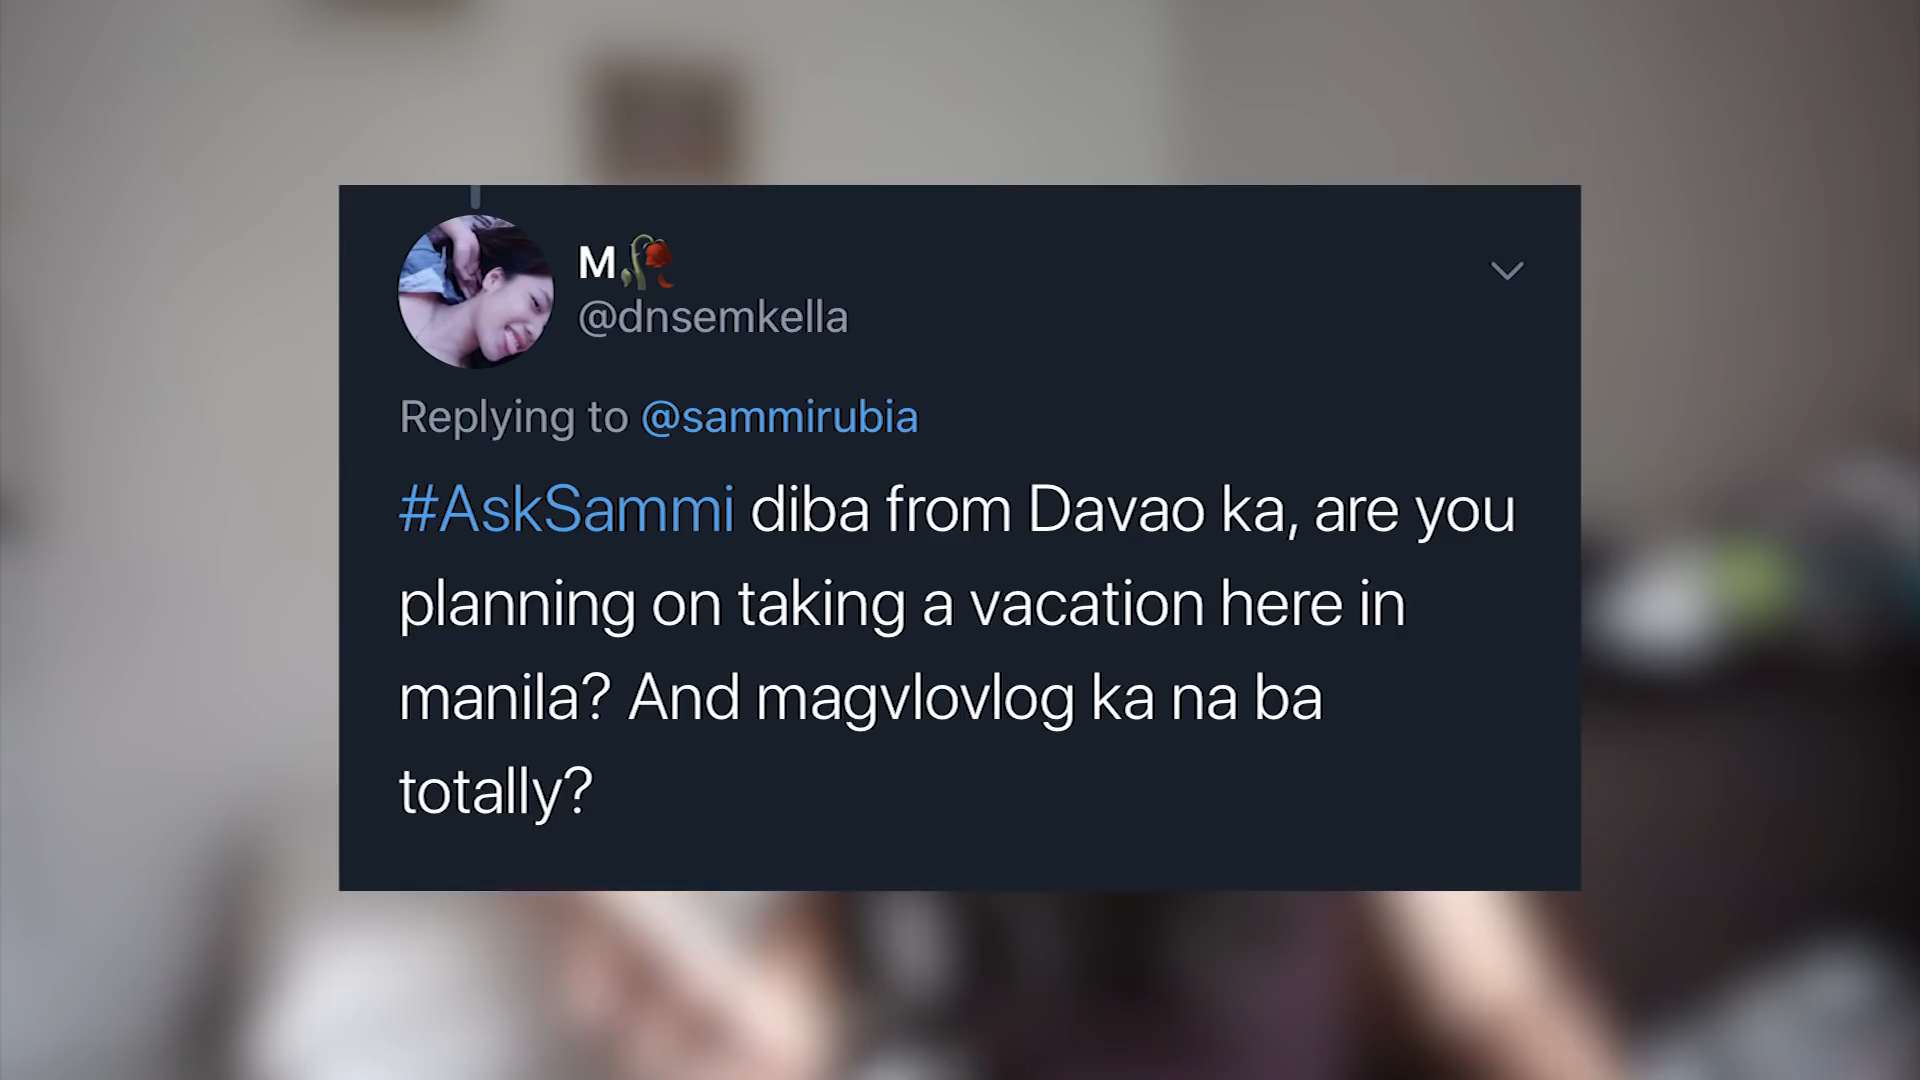 M🥀
@dnsemkella
Replying to @sammirubia
#AskSammi diba from Davao ka, are you
planning on taking a vacation here in
manila? And magvlovlog ka na ba
totally?